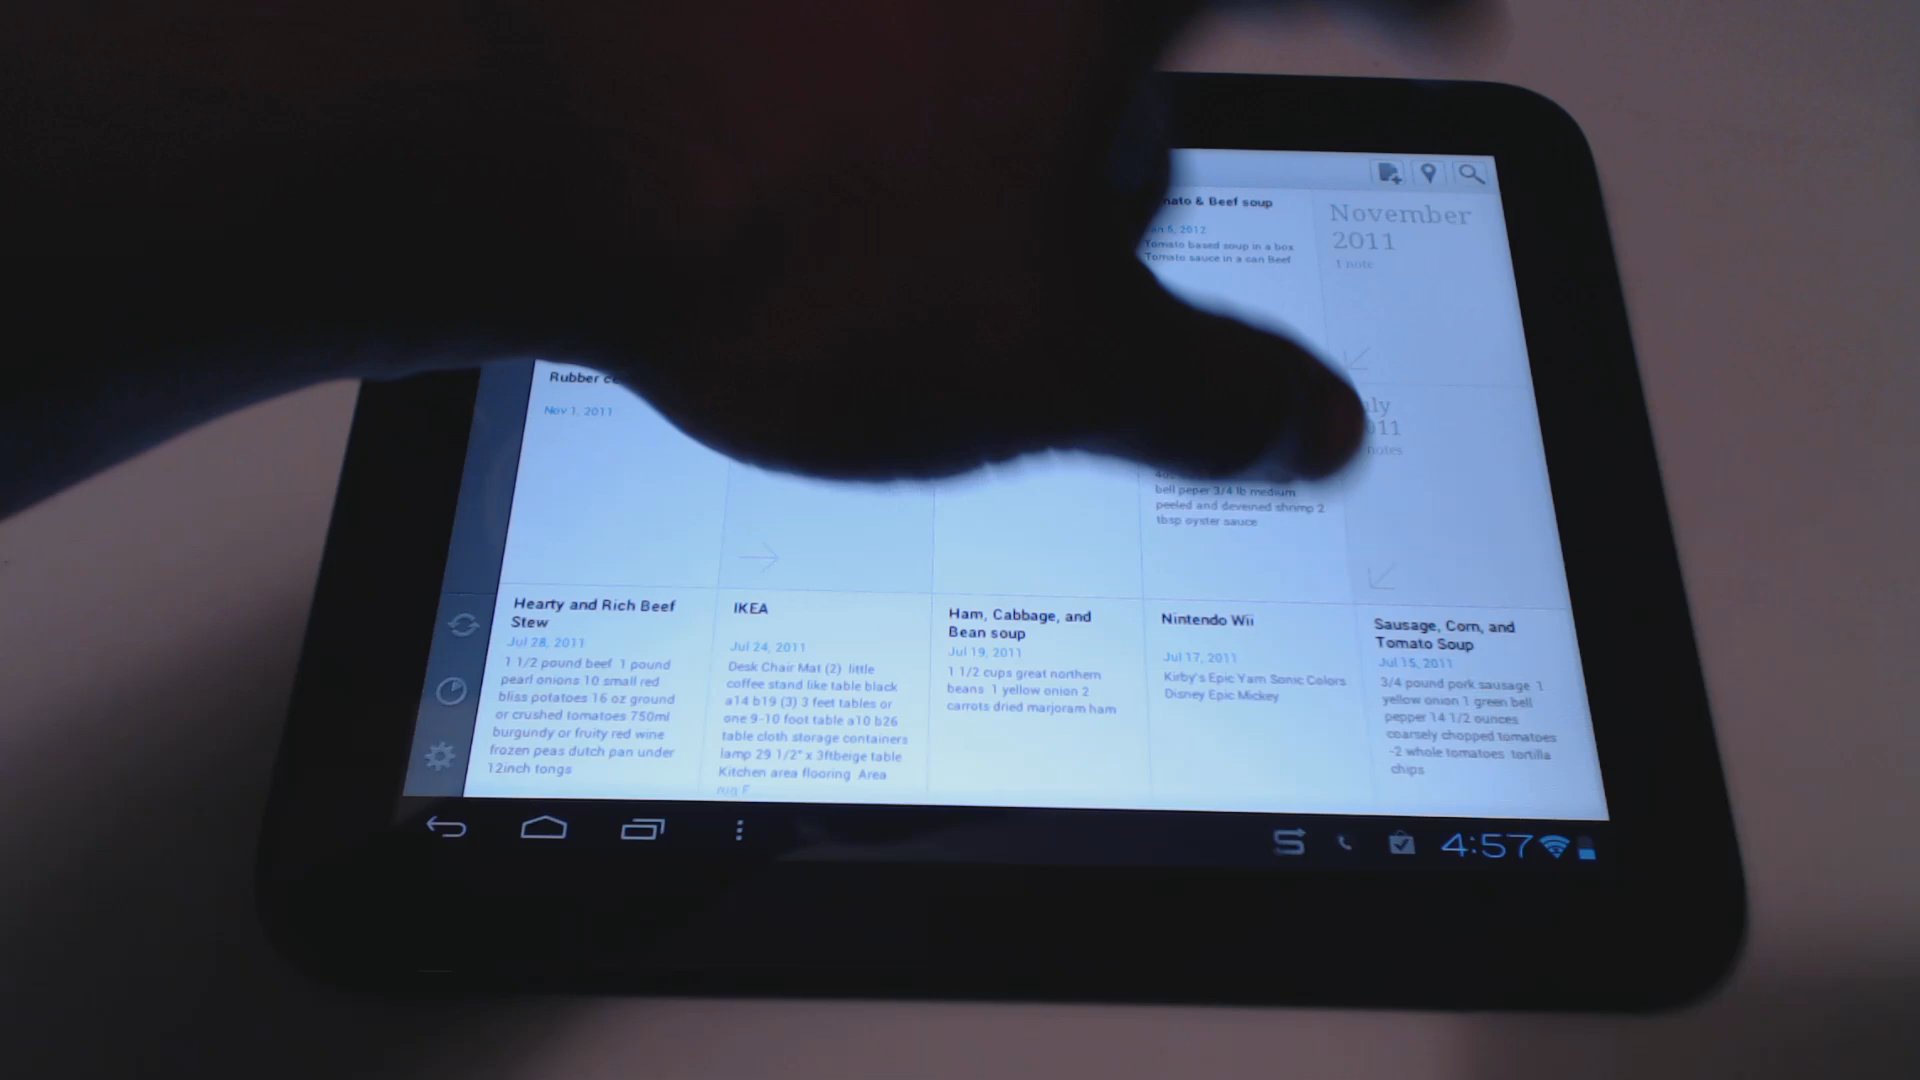 & Beef soup
2012
Tomato based soup in a box
Tomato sauce in a can Beef
November
2011
1 note
Rubber
Nov 1, 2011
notes
bell peper 3/4 lb medium
peeled and deveined shrimp 2
tbsp oyster sauce
Hearty and Rich Beef
Stew
Jul 28, 2011
1 1/2 pound beef 1 pound
pearl onions 10 small red
bliss potatoes 16 oz ground
or crushed tomatoes 750ml
burgundy or fruity red wine
frozen peas dutch pan under
12inch tongs
IKEA
Jul 24, 2011
Desk Chair Mat (2) little
coffee stand like table black
a14 b19 (3) 3 feet tables or
one 9-10 foot table a10 b26
table cloth storage containers
lamp 29 1/2" x 3ftbeige table
Kitchen area flooring Area
Ham, Cabbage, and
Bean soup
Jul 19, 2011
1 1/2 cups great northern
beans 1 yellow onion 2
carrots dried marjoram ham
Nintendo Wii
Jul 17, 2011
Kirby's Epic Yarn Sonic Colors
Disney Epic Mickey
Sausage, Corn, and
Tomato Soup
Jul 15, 2011
3/4 pound pork sausage 1
yellow onion 1 green bell
pepper 14 1/2 ounces
coarsely chopped tomatoes
-2 whole tomatoes tortilla
chips
4:57